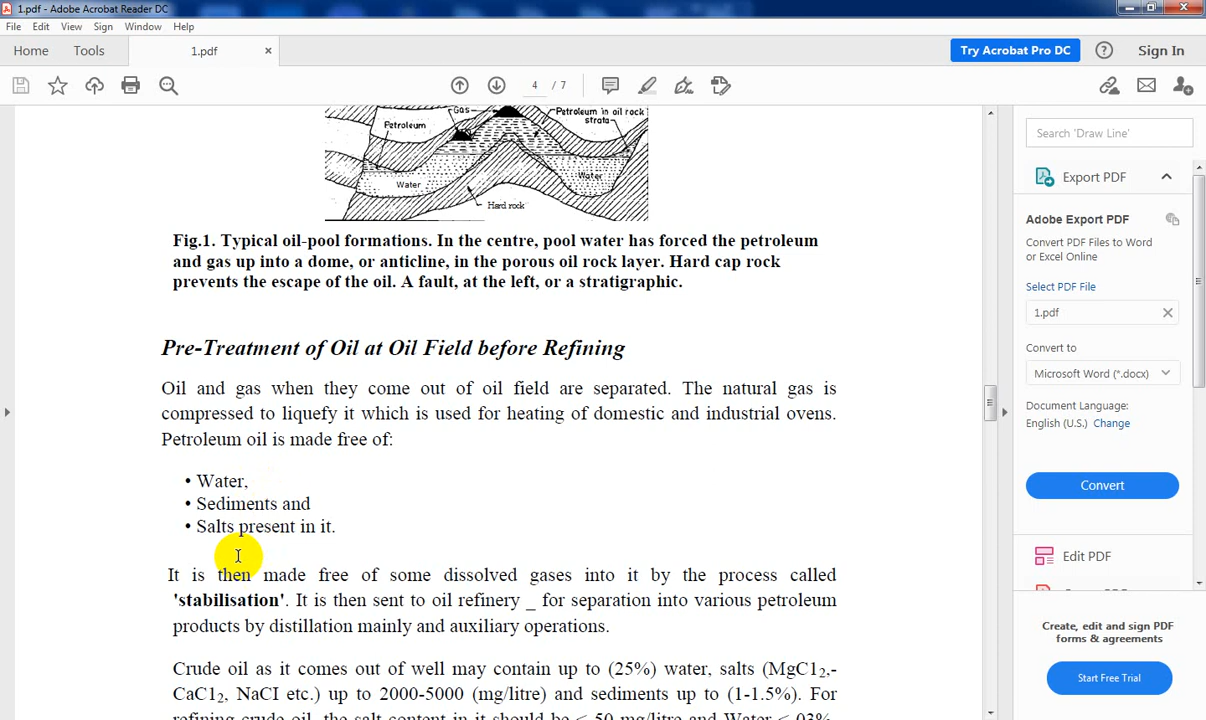 1.pdf - Adobe Acrobat Reader DC
File Edit View Sign Window Help
Home Tools 1.pdf × Try Acrobat Pro DC ? Sign In
4 / 7
Search 'Draw Line'
Export PDF
Adobe Export PDF
Convert PDF Files to Word
or Excel Online
Select PDF File
1.pdf
Convert to
Microsoft Word (*.docx)
Document Language:
English (U.S.) Change
Convert
Edit PDF
Create, edit and sign PDF
forms & agreements
Start Free Trial
Gas
Petroleum in oil rock
strata
Petroleum
Water
Water
Hard rock
Fig.1. Typical oil-pool formations. In the centre, pool water has forced the petroleum
and gas up into a dome, or anticline, in the porous oil rock layer. Hard cap rock
prevents the escape of the oil. A fault, at the left, or a stratigraphic.
Pre-Treatment of Oil at Oil Field before Refining
Oil and gas when they come out of oil field are separated. The natural gas is
compressed to liquefy it which is used for heating of domestic and industrial ovens.
Petroleum oil is made free of:
• Water,
• Sediments and
• Salts present in it.
It is then made free of some dissolved gases into it by the process called
'stabilisation'. It is then sent to oil refinery _ for separation into various petroleum
products by distillation mainly and auxiliary operations.
Crude oil as it comes out of well may contain up to (25%) water, salts (MgC1₂,-
CaC1₂, NaCI etc.) up to 2000-5000 (mg/litre) and sediments up to (1-1.5%). For
refining crude oil, the salt content in it should be < 50 mg/litre and Water < 03%